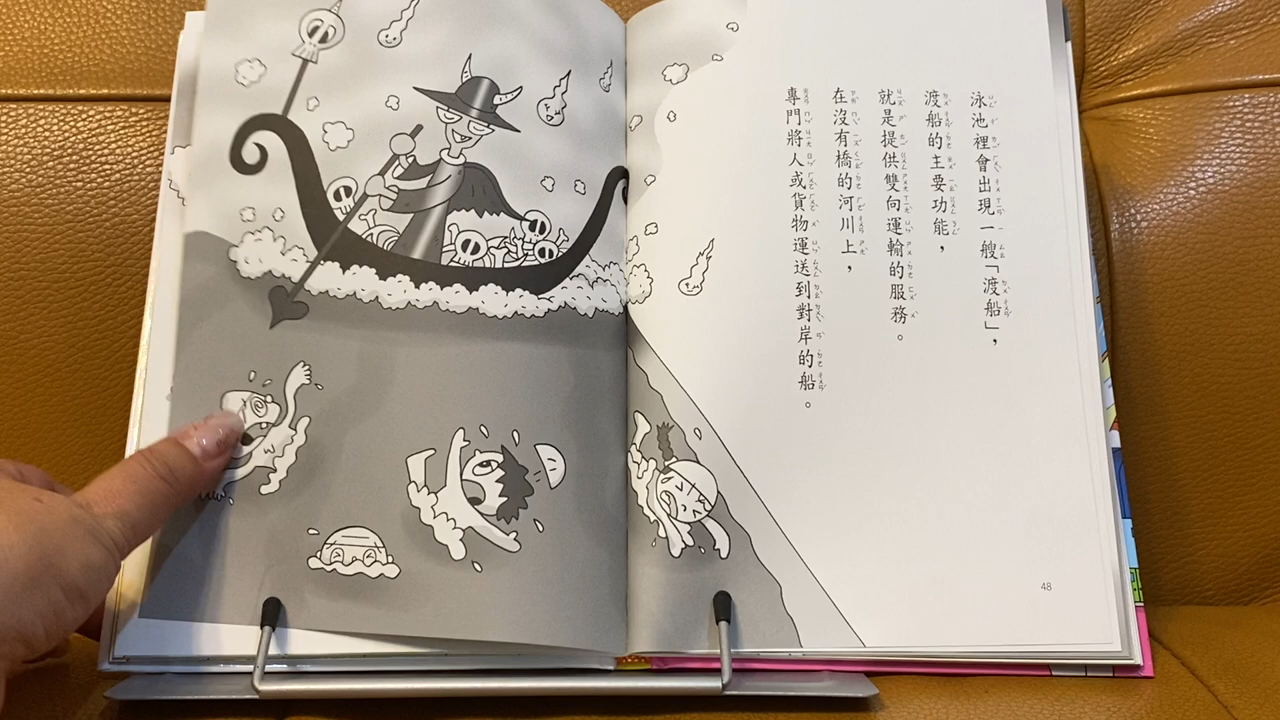 泳池裡會出現一艘「渡船」，
渡船的主要功能，
就是提供雙向運輸的服務。
在沒有橋的河川上，
專門將人或貨物運送到對岸的船。
48